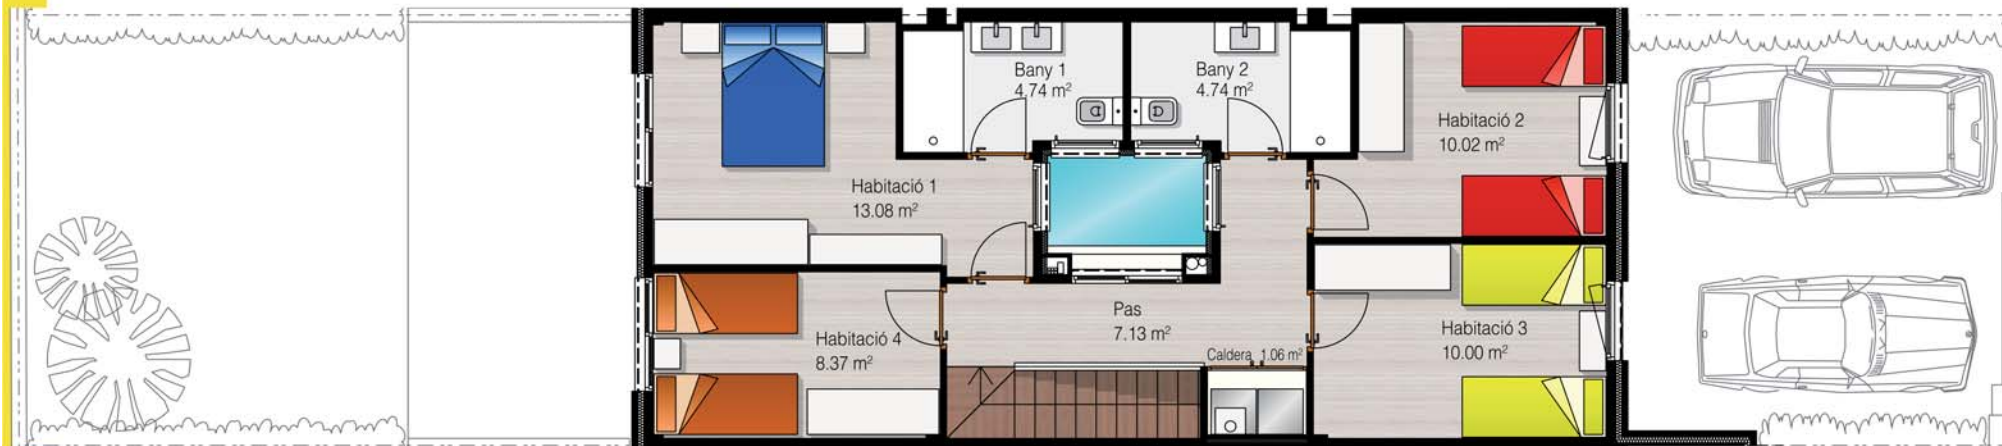 Bany 1
4.74 m²
Bany 2
4.74 m²
Habitació 2
10.02 m²
Habitació 1
13.08 m²
Pas
7.13 m²
Habitació 4
8.37 m²
Habitació 3
10.00 m²
Caldera 1.06 m²